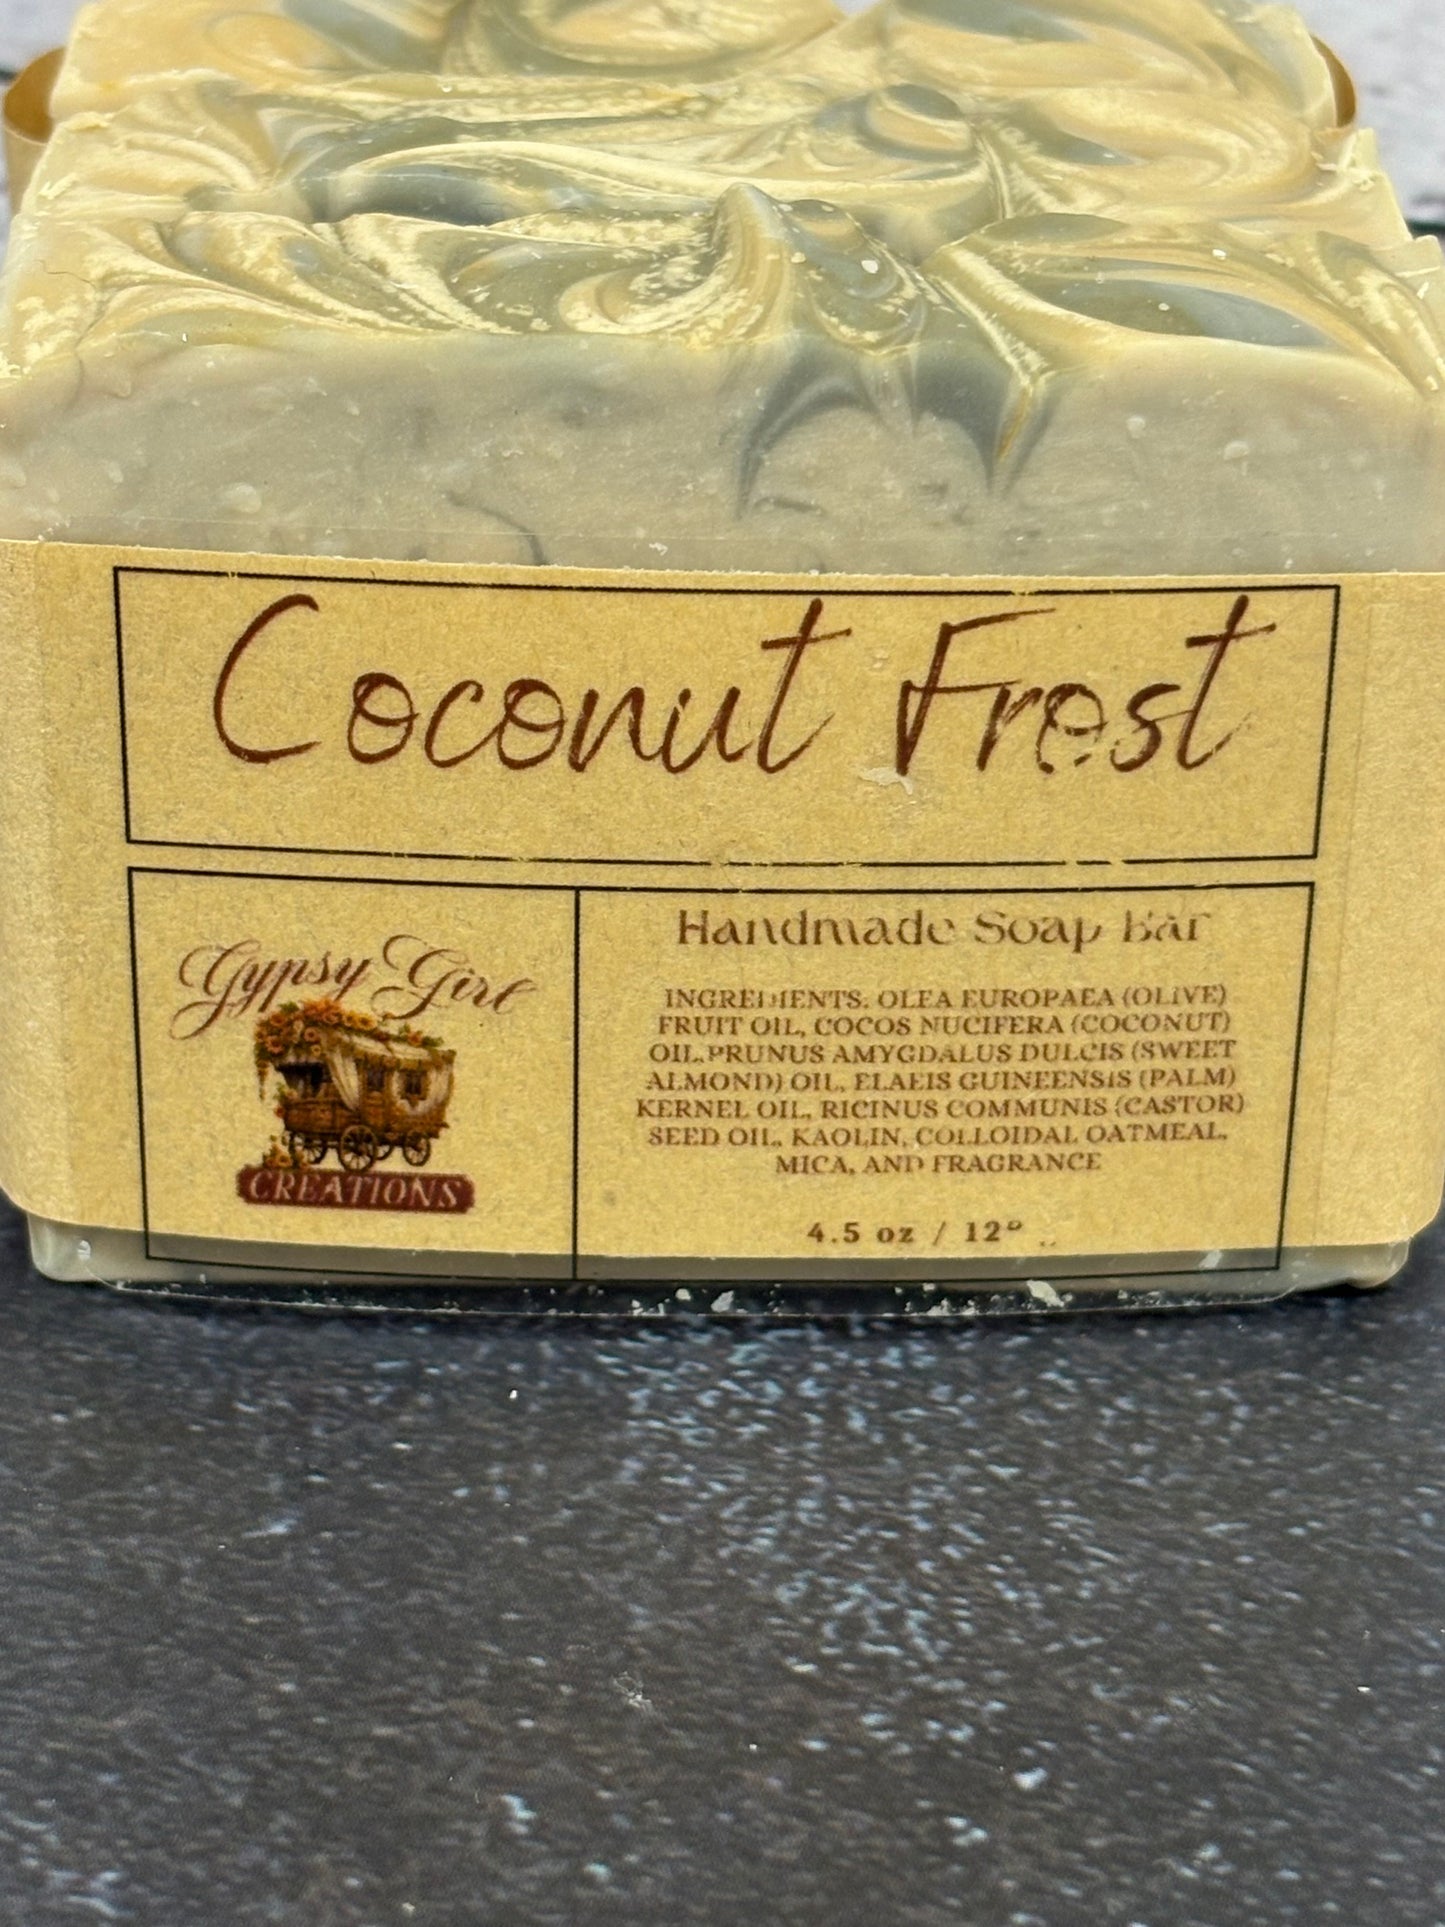 Coconut Frost
Gypsy Girl
CREATIONS
Handmade Soap Bar
INGREDIENTS: OLEA EUROPAEA (OLIVE)
FRUIT OIL, COCOS NUCIFERA (COCONUT)
OIL, PRUNUS AMYGDALUS DULCIS (SWEET
ALMOND) OIL, ELAEIS GUINEENSIS (PALM)
KERNEL OIL, RICINUS COMMUNIS (CASTOR)
SEED OIL, KAOLIN, COLLOIDAL OATMEAL,
MICA, AND FRAGRANCE
4.5 oz /